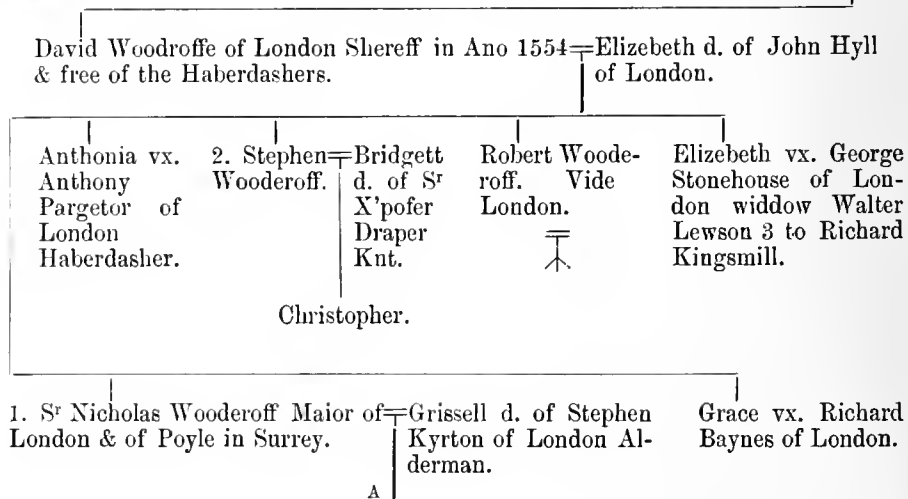 David Woodroffe of London Shereff in Ano 1554
& free of the Haberdashers.
Elizebeth d. of John Hyll
of London.
Anthonia vx.
Anthony
Pargetor of
London
Haberdasher.
2. Stephen
Wooderoff.
Bridgett
d. of Sr
X'pofer
Draper
Knt.
Robert Woode-
roff. Vide
London.
Elizebeth vx. George
Stonehouse of Lon-
don widdow Walter
Lewson 3 to Richard
Kingsmill.
Christopher.
1. Sr Nicholas Wooderoff Maior of
London & of Poyle in Surrey.
Grissell d. of Stephen
Kyrton of London Al-
derman.
Grace vx. Richard
Baynes of London.
A